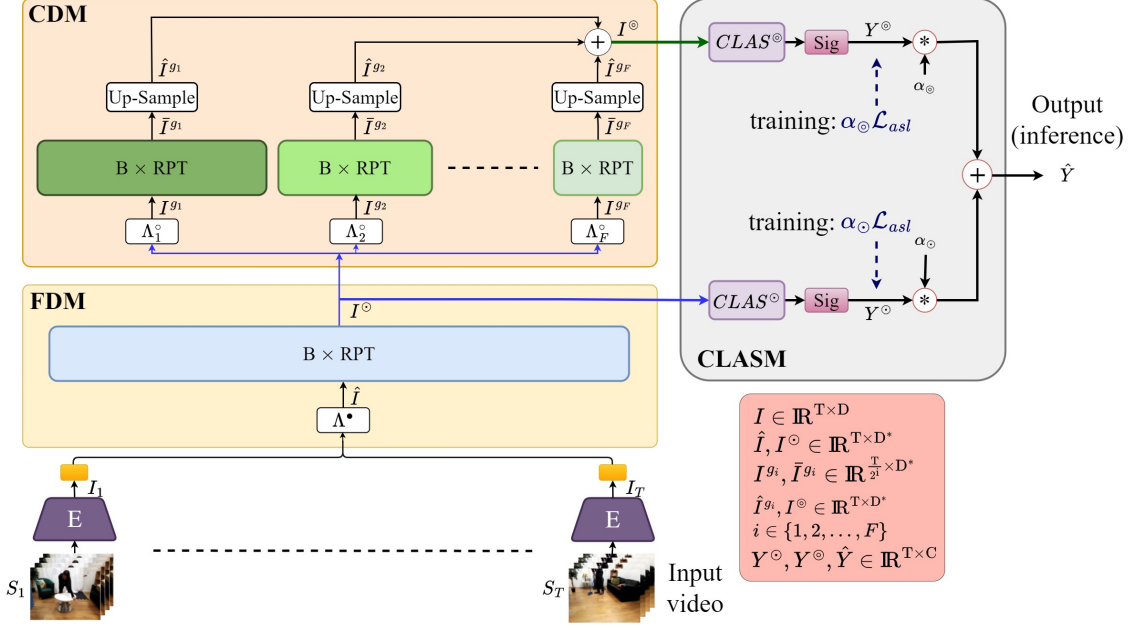 CDM
I^⊚
Î^{g_1} Î^{g_2} Î^{g_F}
Up-Sample Up-Sample Up-Sample
Ī^{g_1} Ī^{g_2} Ī^{g_F}
B × RPT B × RPT B × RPT
I^{g_1} I^{g_2} I^{g_F}
Λ_1^∘ Λ_2^∘ Λ_F^∘
+
FDM
I^⊙
B × RPT
Î
Λ^•
I_1 I_T
E E
S_1 S_T
Input
video
CLAS^⊚ Sig Y^⊚ *
α_⊚
training: α_⊚ ℒ_{asl}
+
training: α_⊙ ℒ_{asl}
α_⊙
CLAS^⊙ Sig Y^⊙ *
CLASM
Output
(inference)
Ŷ
I ∈ ℝ^{T×D}
Î, I^⊙ ∈ ℝ^{T×D*}
I^{g_i}, Ī^{g_i} ∈ ℝ^{\frac{T}{2^i}×D*}
Î^{g_i}, I^⊚ ∈ ℝ^{T×D*}
i ∈ {1, 2, ..., F}
Y^⊙, Y^⊚, Ŷ ∈ ℝ^{T×C}